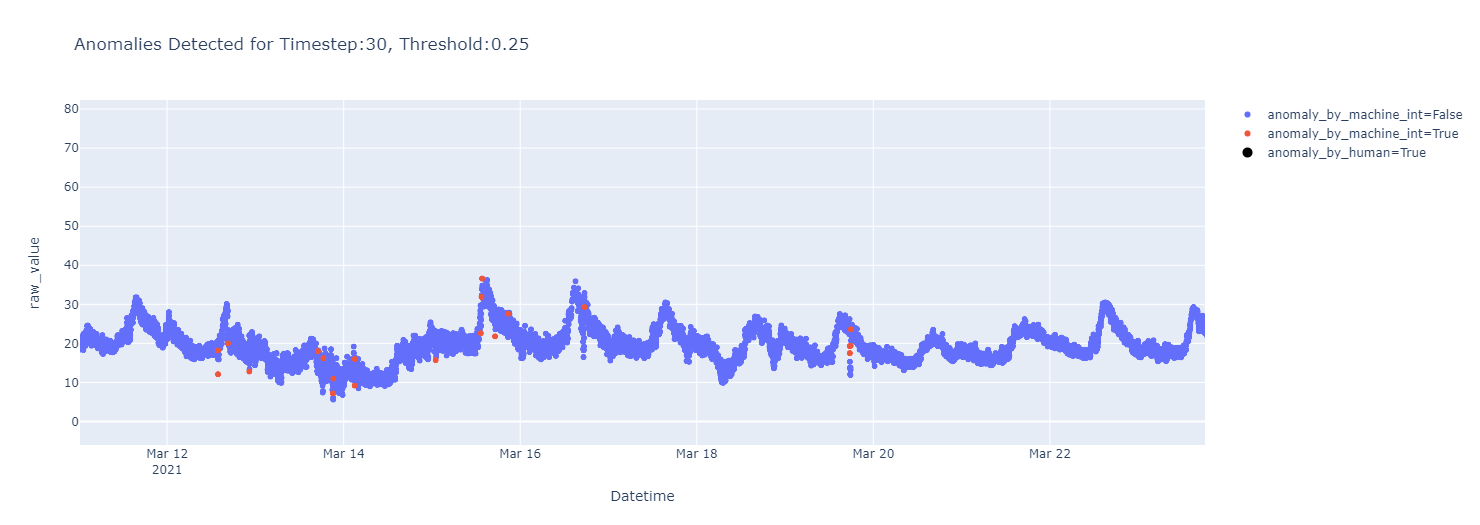 Anomalies Detected for Timestep:30, Threshold:0.25
80
70
60
50
40
30
20
10
0
raw_value
Mar 12
2021
Mar 14
Mar 16
Mar 18
Mar 20
Mar 22
Datetime
anomaly_by_machine_int=False
anomaly_by_machine_int=True
anomaly_by_human=True